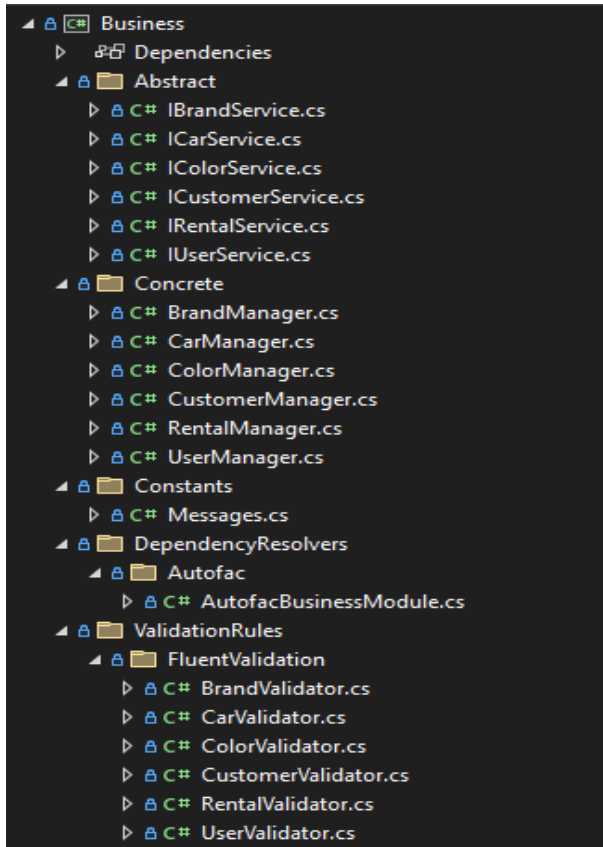 C# Business
Dependencies
Abstract
C# IBrandService.cs
C# ICarService.cs
C# IColorService.cs
C# ICustomerService.cs
C# IRentalService.cs
C# IUserService.cs
Concrete
C# BrandManager.cs
C# CarManager.cs
C# ColorManager.cs
C# CustomerManager.cs
C# RentalManager.cs
C# UserManager.cs
Constants
C# Messages.cs
DependencyResolvers
Autofac
C# AutofacBusinessModule.cs
ValidationRules
FluentValidation
C# BrandValidator.cs
C# CarValidator.cs
C# ColorValidator.cs
C# CustomerValidator.cs
C# RentalValidator.cs
C# UserValidator.cs